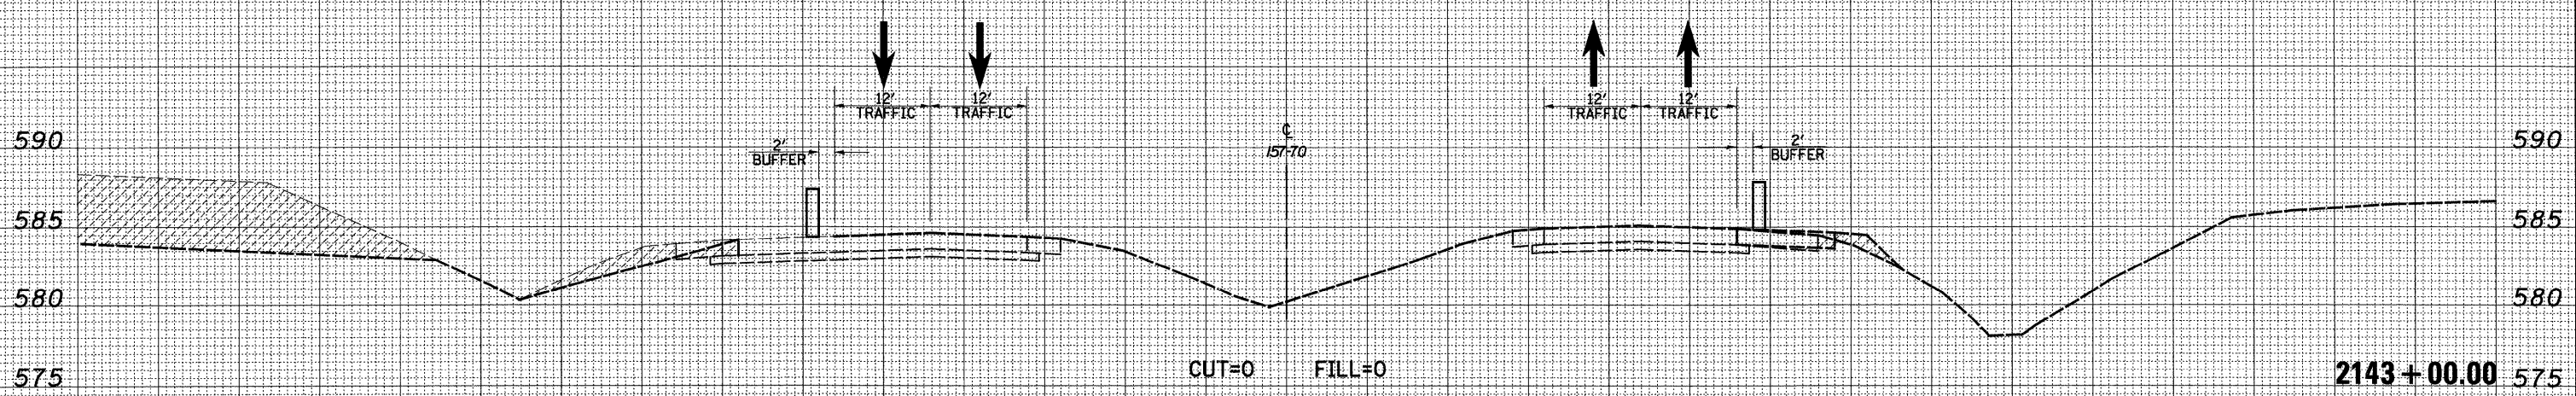 12' 12' 12' 12'
TRAFFIC TRAFFIC TRAFFIC TRAFFIC
590 2' ℄ 2' 590
BUFFER I57-70 BUFFER
585 585
580 580
CUT=0 FILL=0
575 2143+00.00 575